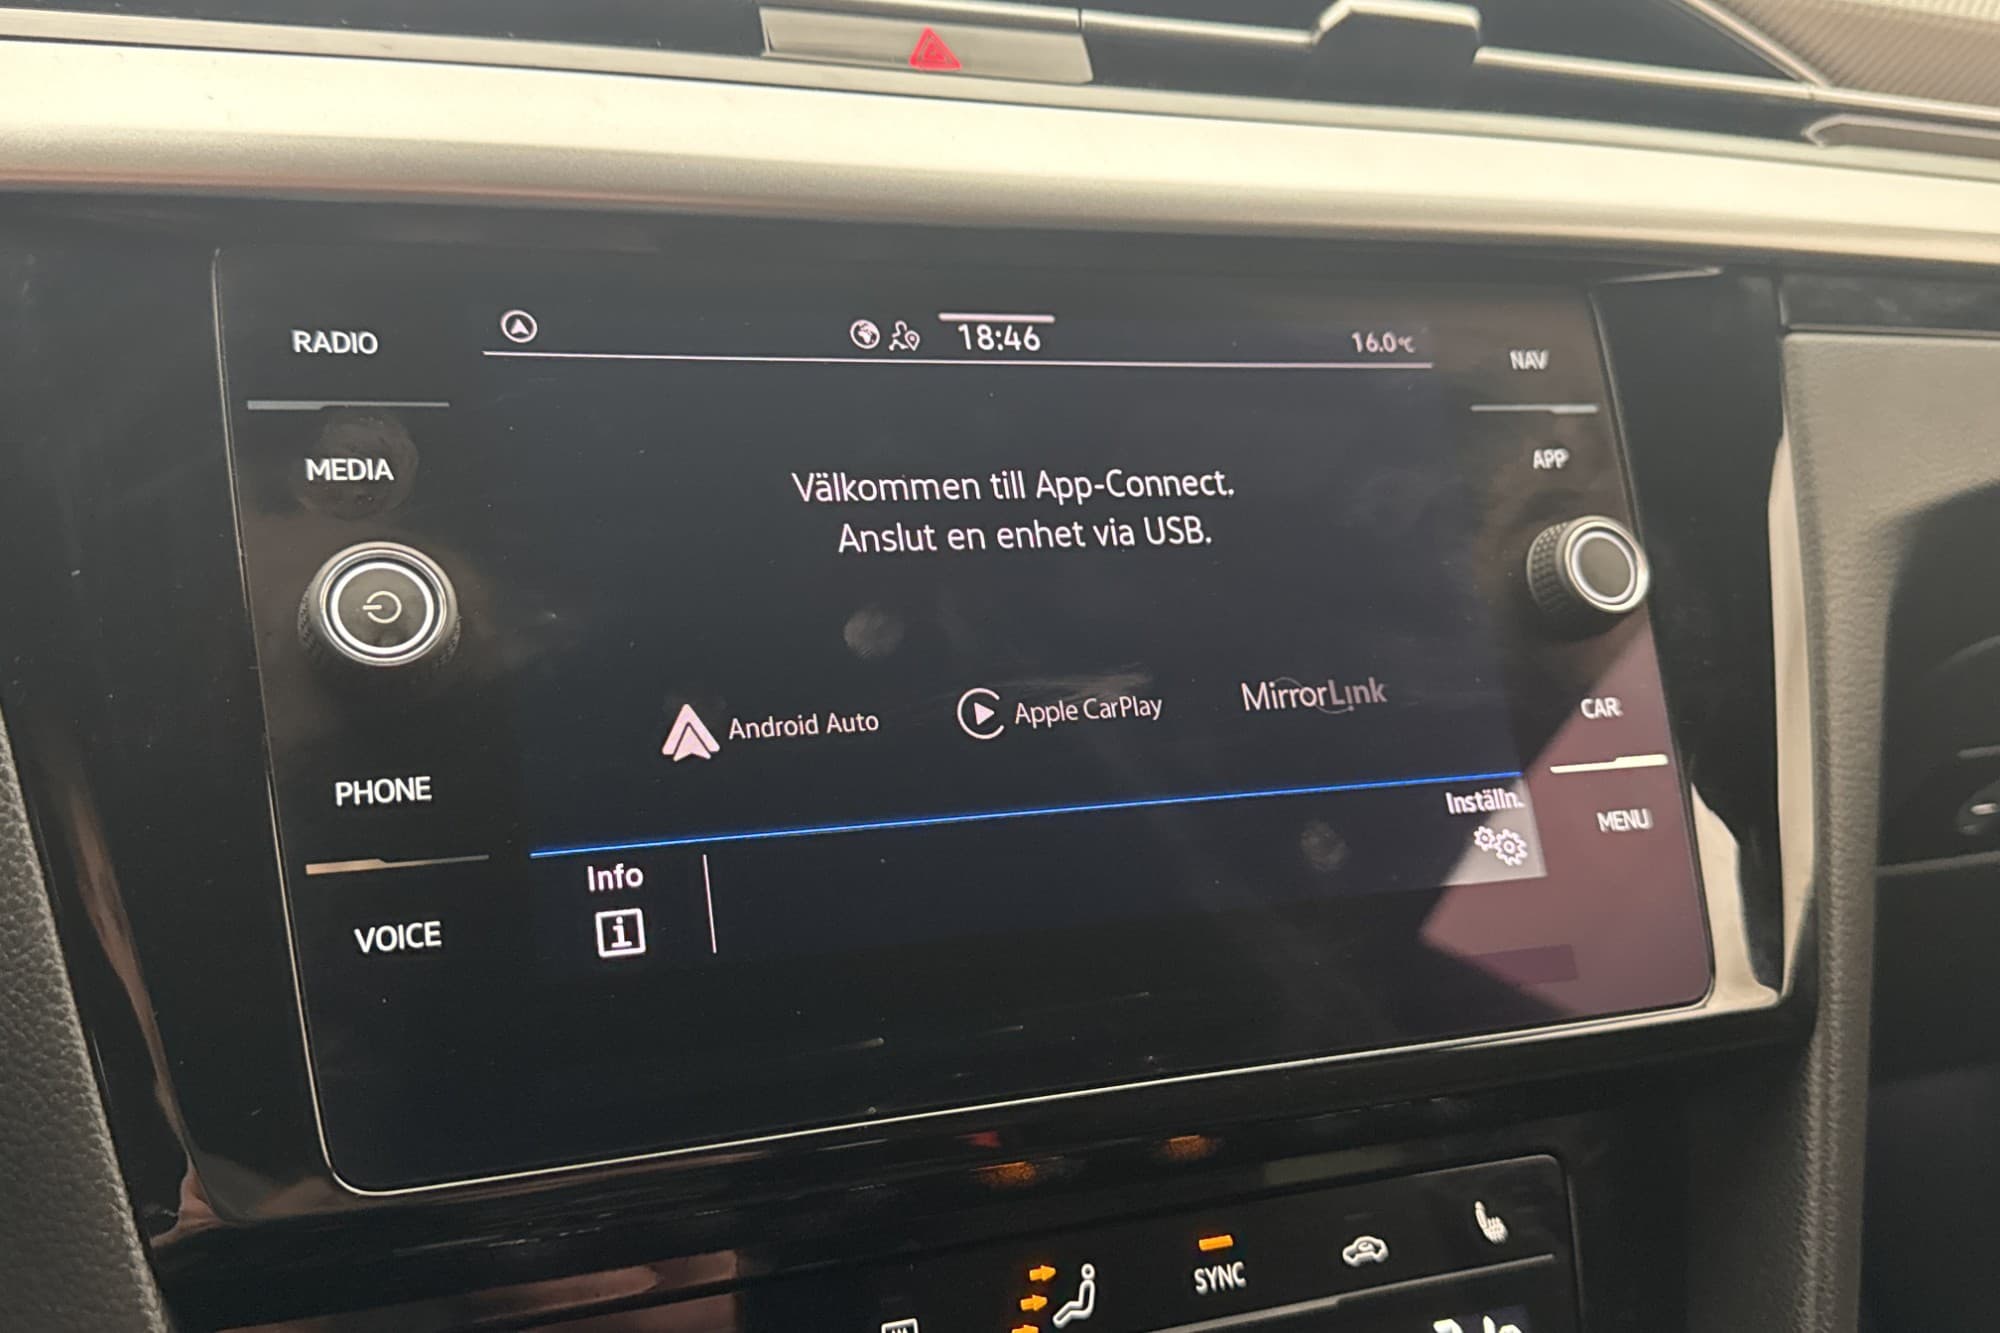 RADIO
MEDIA
PHONE
VOICE
18:46
16.0°C
Välkommen till App-Connect.
Anslut en enhet via USB.
Android Auto
Apple CarPlay
MirrorLink
Info
i
Inställn.
NAV
APP
CAR
MENU
SYNC